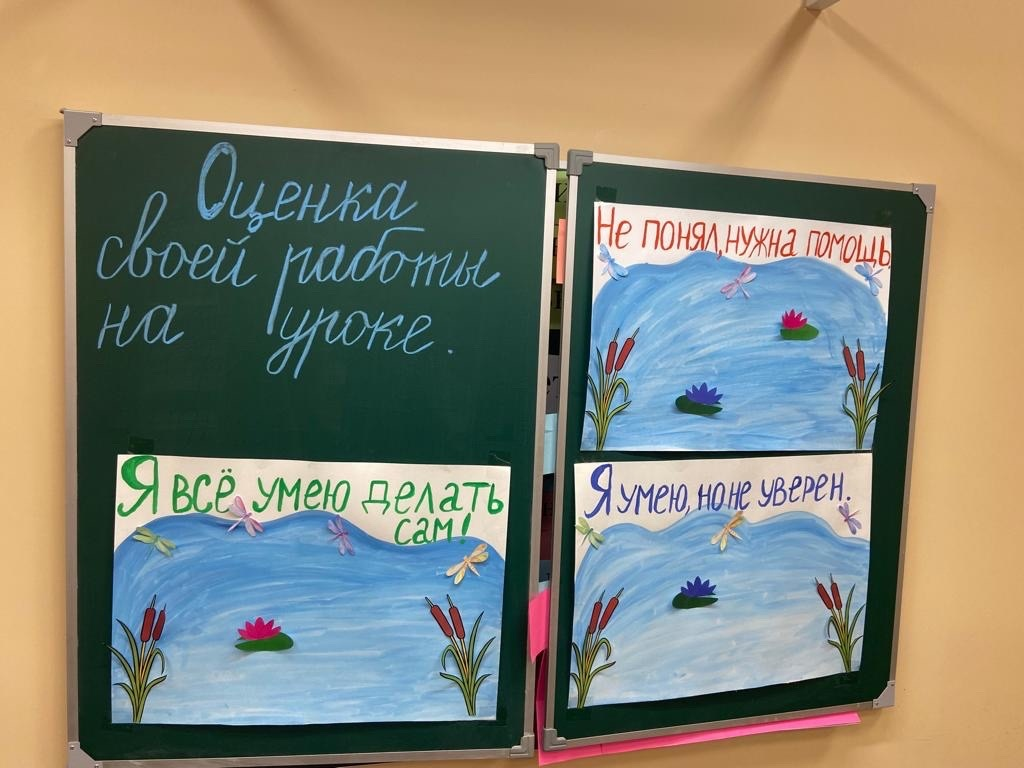 Оценка
своей работы
на уроке.
Я всё умею делать
сам!
Не понял, нужна помощь.
Я умею, но не уверен.